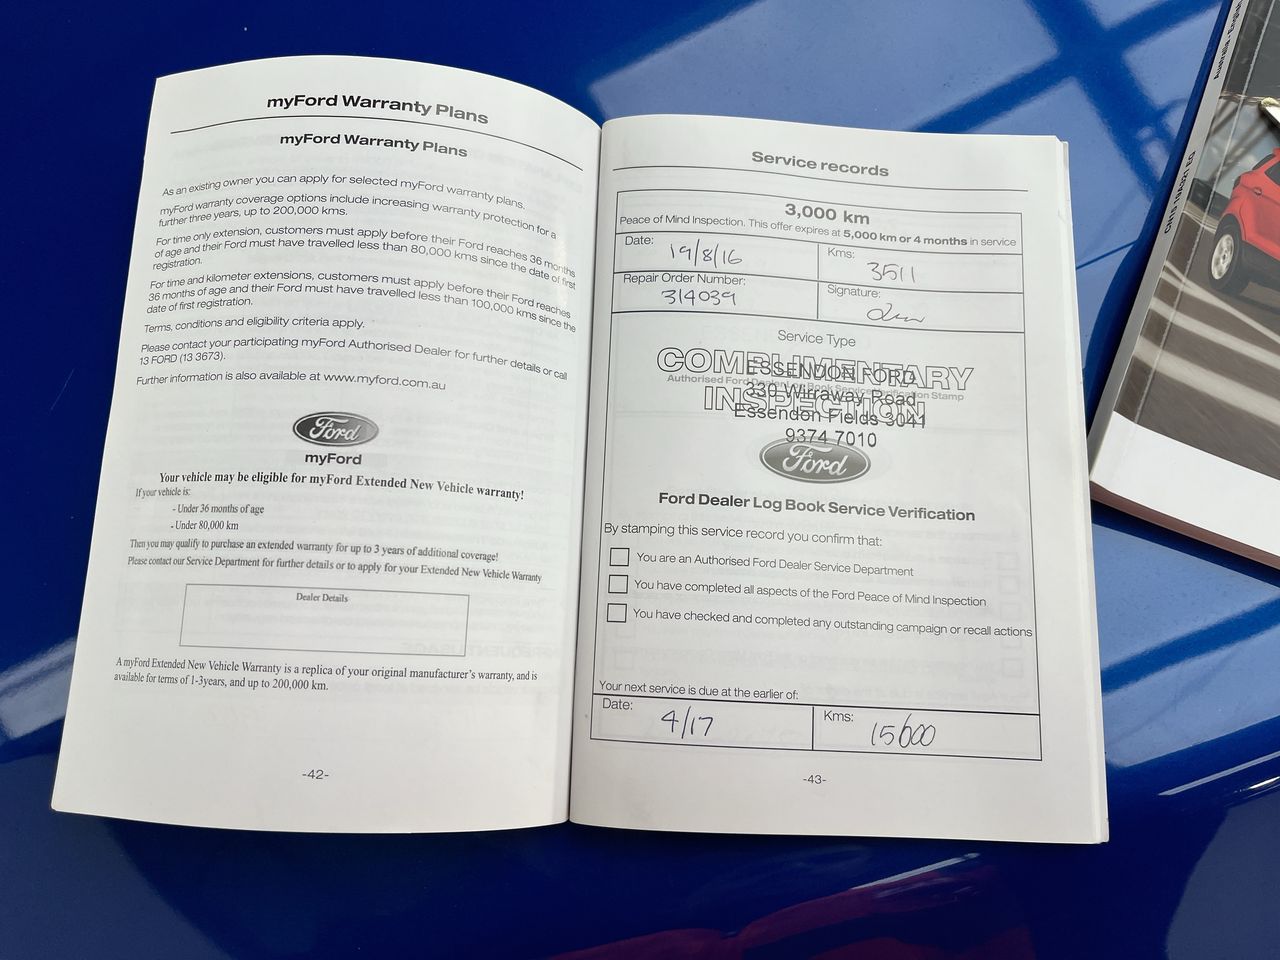 myFord Warranty Plans
myFord Warranty Plans
As an existing owner you can apply for selected myFord warranty plans.
myFord warranty coverage options include increasing warranty protection for a
further three years, up to 200,000 kms.
For time only extension, customers must apply before their Ford reaches 36 months
of age and their Ford must have travelled less than 80,000 kms since the date of first
registration.
For time and kilometer extensions, customers must apply before their Ford reaches
36 months of age and their Ford must have travelled less than 100,000 kms since the
date of first registration.
Terms, conditions and eligibility criteria apply.
Please contact your participating myFord Authorised Dealer for further details or call
13 FORD (13 3673).
Further information is also available at www.myford.com.au
Ford
myFord
Your vehicle may be eligible for myFord Extended New Vehicle warranty!
If your vehicle is:
- Under 36 months of age
- Under 80,000 km
Then you may qualify to purchase an extended warranty for up to 3 years of additional coverage!
Please contact our Service Department for further details or to apply for your Extended New Vehicle Warranty
Dealer Details
A myFord Extended New Vehicle Warranty is a replica of your original manufacturer's warranty, and is
available for terms of 1-3years, and up to 200,000 km.
-42-
Service records
3,000 km
Peace of Mind Inspection. This offer expires at 5,000 km or 4 months in service
Date: 19/8/16
Kms: 3511
Repair Order Number: 314039
Signature:
Service Type
COMPLIMENTARY
INSPECTION
Authorised Ford Dealer Log Book Service Verification Stamp
ESSENDON FORD
330 Wirraway Road
Essendon Fields 3041
9374 7010
Ford
Ford Dealer Log Book Service Verification
By stamping this service record you confirm that:
You are an Authorised Ford Dealer Service Department
You have completed all aspects of the Ford Peace of Mind Inspection
You have checked and completed any outstanding campaign or recall actions
Your next service is due at the earlier of:
Date: 4/17
Kms: 15000
-43-